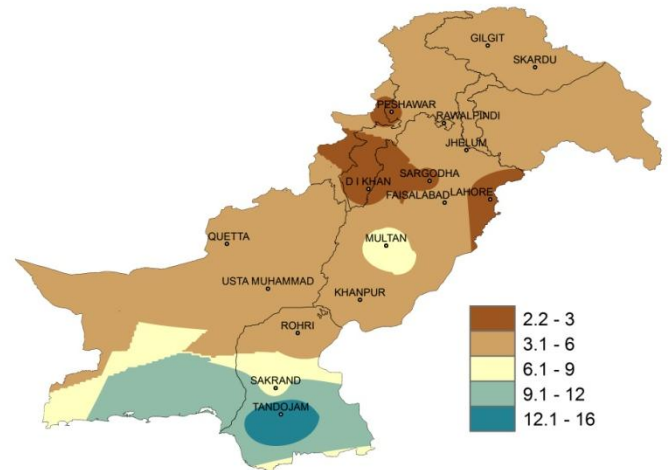 GILGIT
SKARDU
PESHAWAR
RAWALPINDI
JHELUM
SARGODHA
D I KHAN
FAISALABAD
LAHORE
QUETTA
MULTAN
USTA MUHAMMAD
KHANPUR
ROHRI
SAKRAND
TANDOJAM
2.2 - 3
3.1 - 6
6.1 - 9
9.1 - 12
12.1 - 16